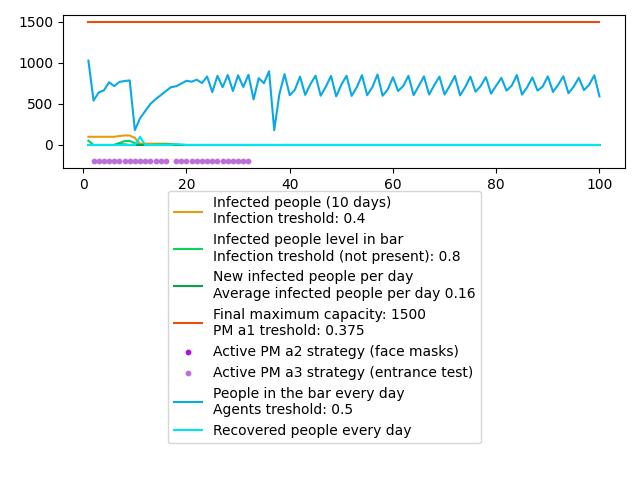 1500
1000
500
0
0 20 40 60 80 100
Infected people (10 days)
Infection treshold: 0.4
Infected people level in bar
Infection treshold (not present): 0.8
New infected people per day
Average infected people per day 0.16
Final maximum capacity: 1500
PM a1 treshold: 0.375
Active PM a2 strategy (face masks)
Active PM a3 strategy (entrance test)
People in the bar every day
Agents treshold: 0.5
Recovered people every day